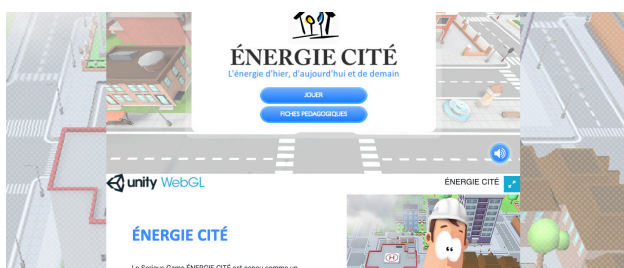 ÉNERGIE CITÉ
L'énergie d'hier, d'aujourd'hui et de demain
JOUER
FICHES PEDAGOGIQUES
unity WebGL
ÉNERGIE CITÉ
ÉNERGIE CITÉ
Le Serious Game ÉNERGIE CITÉ est conçu comme un
H